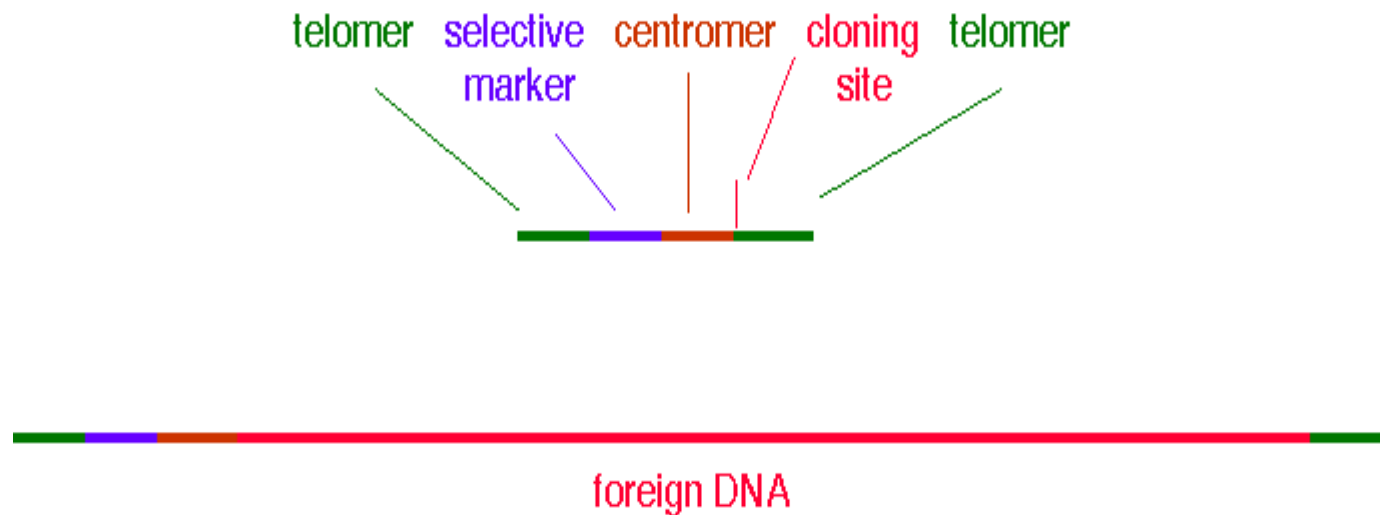 telomer selective centromer cloning telomer
marker site
foreign DNA